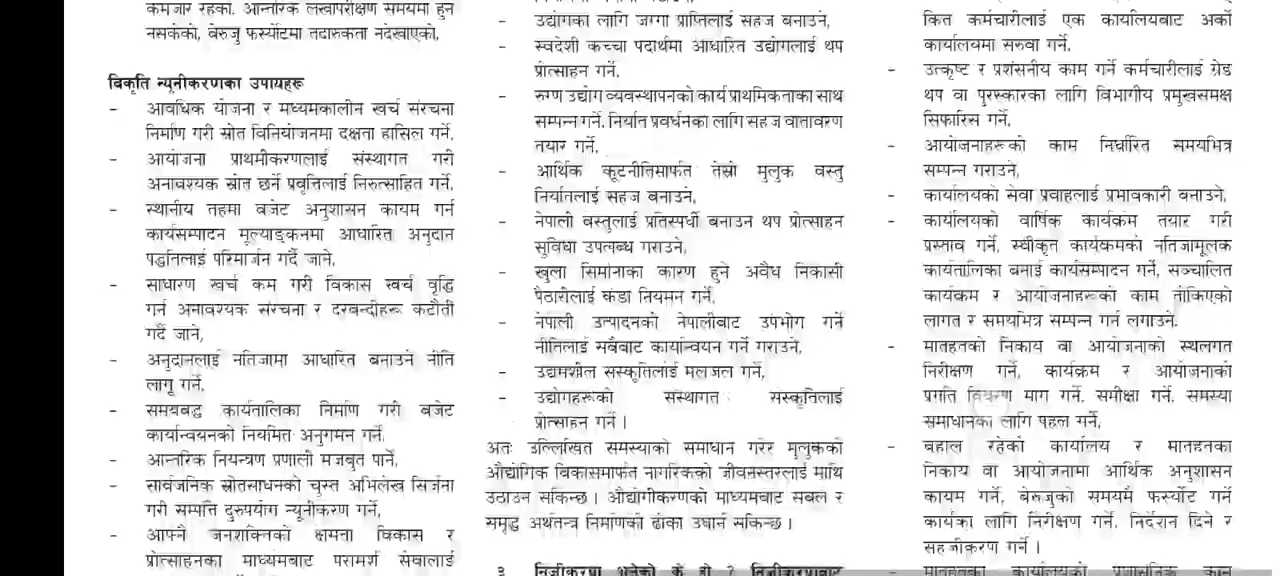 कमजोर रहेको, आन्तरिक लेखापरीक्षण समयमा हुन
नसकेको, बेरुजु फर्स्योटमा तदारुकता नदेखाएको,
विकृति न्यूनीकरणका उपायहरू
- आवधिक योजना र मध्यमकालीन खर्च संरचना
निर्माण गरी स्रोत विनियोजनमा दक्षता हासिल गर्ने,
- आयोजना प्राथमीकरणलाई संस्थागत गरी
अनावश्यक स्रोत छर्ने प्रवृत्तिलाई निरुत्साहित गर्ने,
- स्थानीय तहमा बजेट अनुशासन कायम गर्न
कार्यसम्पादन मूल्याङ्कनमा आधारित अनुदान
पद्धतिलाई परिमार्जन गर्दै जाने,
- साधारण खर्च कम गरी विकास खर्च वृद्धि
गर्न अनावश्यक संरचना र दरबन्दीहरू कटौती
गर्दै जाने,
- अनुदानलाई नतिजामा आधारित बनाउने नीति
लागू गर्ने,
- समयबद्ध कार्यतालिका निर्माण गरी बजेट
कार्यान्वयनको नियमित अनुगमन गर्ने,
- आन्तरिक नियन्त्रण प्रणाली मजबुत पार्ने,
- सार्वजनिक स्रोतसाधनको चुस्त अभिलेख सिर्जना
गरी सम्पत्ति दुरुपयोग न्यूनीकरण गर्ने,
- आफ्नै जनशक्तिको क्षमता विकास र
प्रोत्साहनका माध्यमबाट परामर्श सेवालाई
- उद्योगका लागि जग्गा प्राप्तिलाई सहज बनाउने,
- स्वदेशी कच्चा पदार्थमा आधारित उद्योगलाई थप
प्रोत्साहन गर्ने,
- रुग्ण उद्योग व्यवस्थापनको कार्य प्राथमिकताका साथ
सम्पन्न गर्ने, निर्यात प्रवर्धनका लागि सहज वातावरण
तयार गर्ने,
- आर्थिक कूटनीतिमार्फत तेस्रो मुलुक वस्तु
निर्यातलाई सहज बनाउने,
- नेपाली वस्तुलाई प्रतिस्पर्धी बनाउन थप प्रोत्साहन
सुविधा उपलब्ध गराउने,
- खुला सिमानाका कारण हुने अवैध निकासी
पैठारीलाई कडा नियमन गर्ने,
- नेपाली उत्पादनको नेपालीबाट उपभोग गर्ने
नीतिलाई सबैबाट कार्यान्वयन गर्ने गराउने,
- उद्यमशील संस्कृतिलाई मलजल गर्ने,
- उद्योगहरूको संस्थागत संस्कृतिलाई
प्रोत्साहन गर्ने ।
अतः उल्लिखित समस्याको समाधान गरेर मुलुकको
औद्योगिक विकासमार्फत नागरिकको जीवनस्तरलाई माथि
उठाउन सकिन्छ । औद्योगीकरणको माध्यमबाट सबल र
समृद्ध अर्थतन्त्र निर्माणको ढोका उघार्न सकिन्छ ।
३. निजीकरण भनेको के हो ? निजीकरणबाट
कित कर्मचारीलाई एक कार्यालयबाट अर्को
कार्यालयमा सरुवा गर्ने,
- उत्कृष्ट र प्रशंसनीय काम गर्ने कर्मचारीलाई ग्रेड
थप वा पुरस्कारका लागि विभागीय प्रमुखसमक्ष
सिफारिस गर्ने,
- आयोजनाहरूको काम निर्धारित समयभित्र
सम्पन्न गराउने,
- कार्यालयको सेवा प्रवाहलाई प्रभावकारी बनाउने,
- कार्यालयको वार्षिक कार्यक्रम तयार गरी
प्रस्ताव गर्ने, स्वीकृत कार्यक्रमको नतिजामूलक
कार्यतालिका बनाई कार्यसम्पादन गर्ने, सञ्चालित
कार्यक्रम र आयोजनाहरूको काम तोकिएको
लागत र समयभित्र सम्पन्न गर्न लगाउने,
- मातहतको निकाय वा आयोजनाको स्थलगत
निरीक्षण गर्ने, कार्यक्रम र आयोजनाको
प्रगति विवरण माग गर्ने, समीक्षा गर्ने, समस्या
समाधानका लागि पहल गर्ने,
- बहाल रहेको कार्यालय र मातहतका
निकाय वा आयोजनामा आर्थिक अनुशासन
कायम गर्ने, बेरुजुको समयमै फर्स्योट गर्ने
कार्यका लागि निरीक्षण गर्ने, निर्देशन दिने र
सहजीकरण गर्ने ।
- मातहतका कार्यालयको प्रशासनिक काम